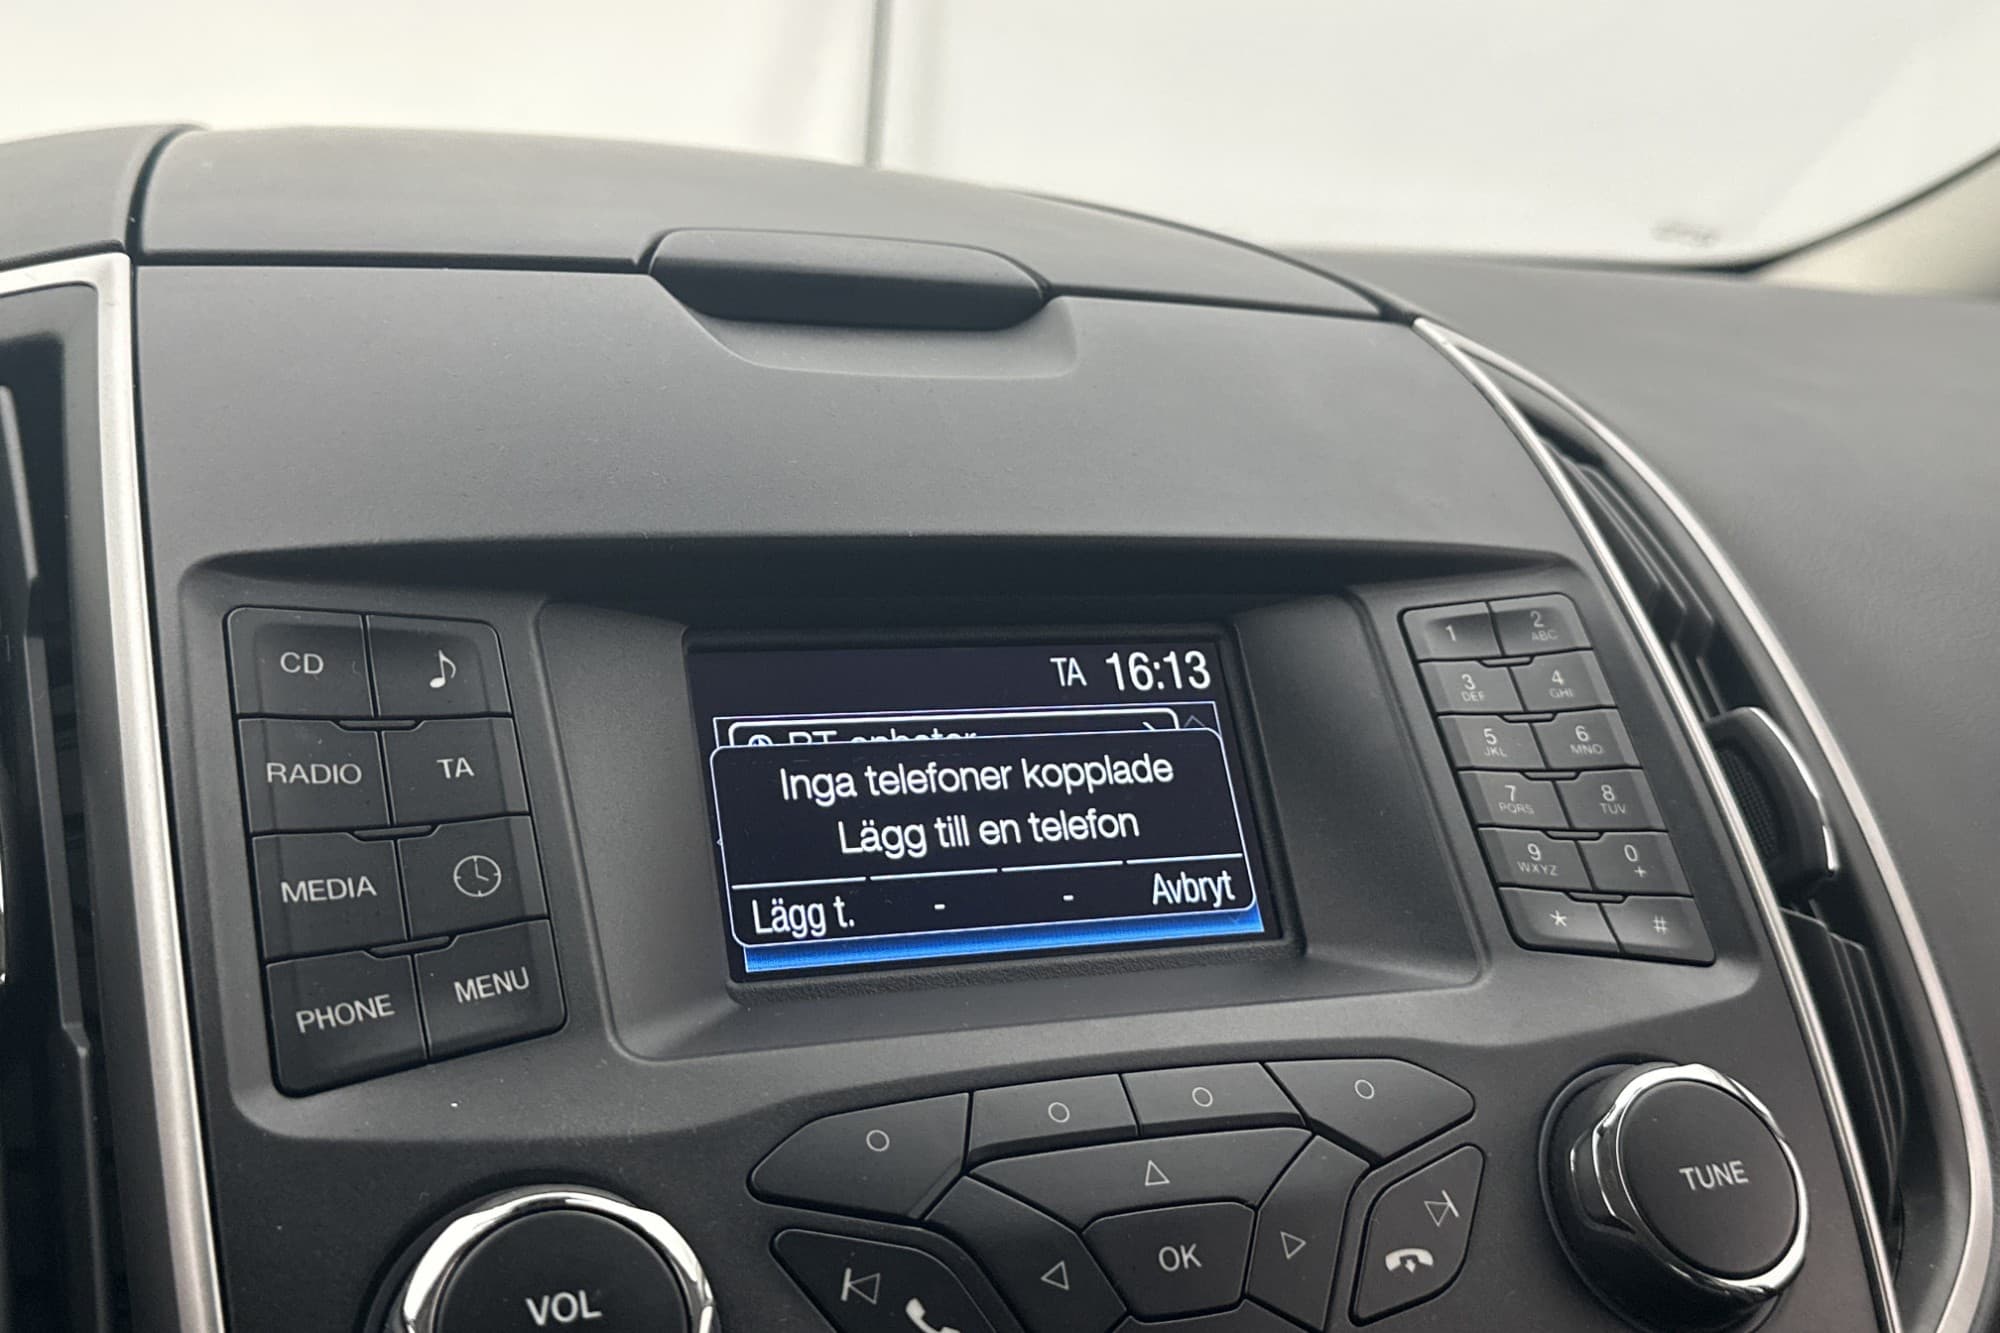 TA 16:13
BT-enheter
Inga telefoner kopplade
Lägg till en telefon
Lägg t. - - Avbryt
CD
RADIO TA
MEDIA
PHONE MENU
1 2 ABC
3 DEF 4 GHI
5 JKL 6 MNO
7 PQRS 8 TUV
9 WXYZ 0 +
* #
VOL
OK
TUNE